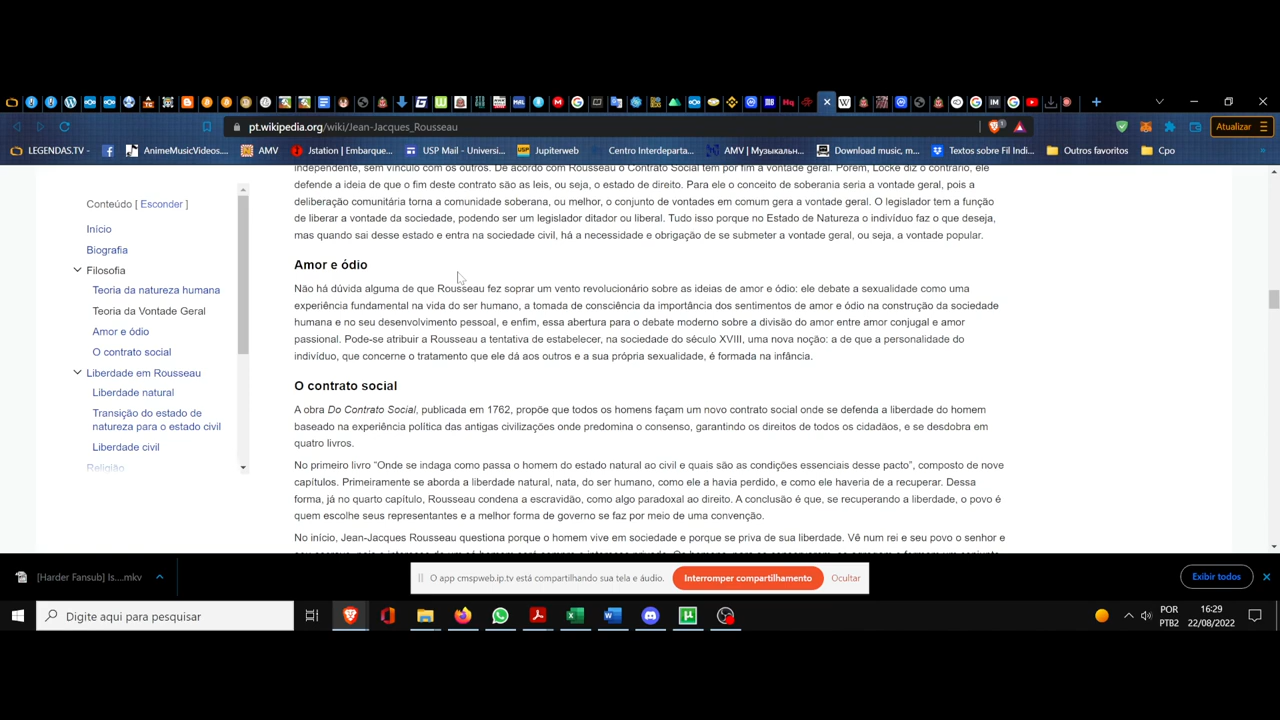 pt.wikipedia.org/wiki/Jean-Jacques_Rousseau
1
Atualizar
LEGENDAS.TV
AnimeMusicVideos...
AMV
Jstation | Embarque...
USP Mail - Universi...
Jupiterweb
Centro Interdeparta...
AMV | Музыкальн...
Download music, m...
Textos sobre Fil Indi...
Outros favoritos
Cpo
independente, sem vínculo com os outros. De acordo com Rousseau o Contrato Social tem por fim a vontade geral. Porém, Locke diz o contrário, ele
defende a ideia de que o fim deste contrato são as leis, ou seja, o estado de direito. Para ele o conceito de soberania seria a vontade geral, pois a
deliberação comunitária torna a comunidade soberana, ou melhor, o conjunto de vontades em comum gera a vontade geral. O legislador tem a função
de liberar a vontade da sociedade, podendo ser um legislador ditador ou liberal. Tudo isso porque no Estado de Natureza o indivíduo faz o que deseja,
mas quando sai desse estado e entra na sociedade civil, há a necessidade e obrigação de se submeter a vontade geral, ou seja, a vontade popular.
Conteúdo [ Esconder ]
Início
Biografia
Filosofia
Teoria da natureza humana
Teoria da Vontade Geral
Amor e ódio
O contrato social
Liberdade em Rousseau
Liberdade natural
Transição do estado de
natureza para o estado civil
Liberdade civil
Religião
Amor e ódio
Não há dúvida alguma de que Rousseau fez soprar um vento revolucionário sobre as ideias de amor e ódio: ele debate a sexualidade como uma
experiência fundamental na vida do ser humano, a tomada de consciência da importância dos sentimentos de amor e ódio na construção da sociedade
humana e no seu desenvolvimento pessoal, e enfim, essa abertura para o debate moderno sobre a divisão do amor entre amor conjugal e amor
passional. Pode-se atribuir a Rousseau a tentativa de estabelecer, na sociedade do século XVIII, uma nova noção: a de que a personalidade do
indivíduo, que concerne o tratamento que ele dá aos outros e a sua própria sexualidade, é formada na infância.
O contrato social
A obra Do Contrato Social, publicada em 1762, propõe que todos os homens façam um novo contrato social onde se defenda a liberdade do homem
baseado na experiência política das antigas civilizações onde predomina o consenso, garantindo os direitos de todos os cidadãos, e se desdobra em
quatro livros.
No primeiro livro "Onde se indaga como passa o homem do estado natural ao civil e quais são as condições essenciais desse pacto", composto de nove
capítulos. Primeiramente se aborda a liberdade natural, nata, do ser humano, como ele a havia perdido, e como ele haveria de a recuperar. Dessa
forma, já no quarto capítulo, Rousseau condena a escravidão, como algo paradoxal ao direito. A conclusão é que, se recuperando a liberdade, o povo é
quem escolhe seus representantes e a melhor forma de governo se faz por meio de uma convenção.
No início, Jean-Jacques Rousseau questiona porque o homem vive em sociedade e porque se priva de sua liberdade. Vê num rei e seu povo o senhor e
[Harder Fansub] Is....mkv
O app cmspweb.ip.tv está compartilhando sua tela e áudio.
Interromper compartilhamento
Ocultar
Exibir todos
Digite aqui para pesquisar
POR
PTB2
16:29
22/08/2022